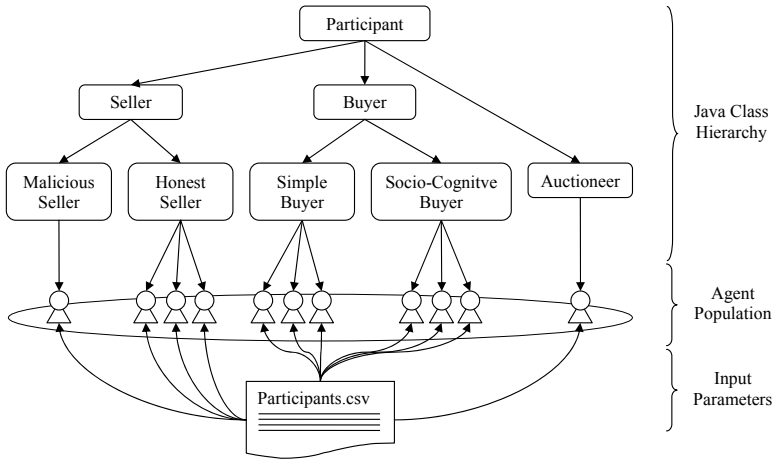 Participant
Seller
Buyer
Java Class
Hierarchy
Malicious
Seller
Honest
Seller
Simple
Buyer
Socio-Cognitve
Buyer
Auctioneer
Agent
Population
Input
Parameters
Participants.csv